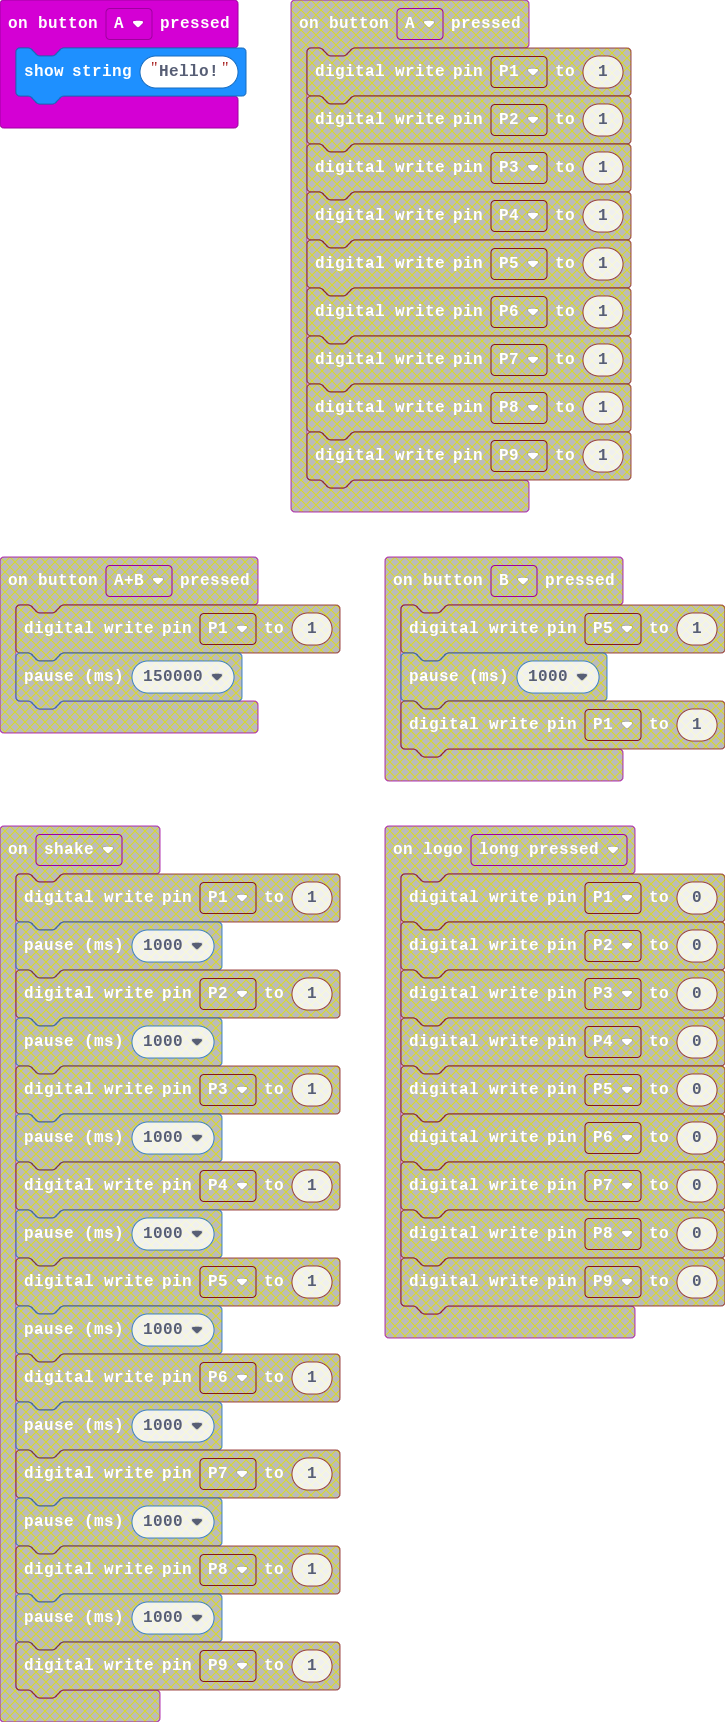 on button A pressed
show string "Hello!"
on button A pressed
digital write pin P1 to 1
digital write pin P2 to 1
digital write pin P3 to 1
digital write pin P4 to 1
digital write pin P5 to 1
digital write pin P6 to 1
digital write pin P7 to 1
digital write pin P8 to 1
digital write pin P9 to 1
on button A+B pressed
digital write pin P1 to 1
pause (ms) 150000
on button B pressed
digital write pin P5 to 1
pause (ms) 1000
digital write pin P1 to 1
on shake
digital write pin P1 to 1
pause (ms) 1000
digital write pin P2 to 1
pause (ms) 1000
digital write pin P3 to 1
pause (ms) 1000
digital write pin P4 to 1
pause (ms) 1000
digital write pin P5 to 1
pause (ms) 1000
digital write pin P6 to 1
pause (ms) 1000
digital write pin P7 to 1
pause (ms) 1000
digital write pin P8 to 1
pause (ms) 1000
digital write pin P9 to 1
on logo long pressed
digital write pin P1 to 0
digital write pin P2 to 0
digital write pin P3 to 0
digital write pin P4 to 0
digital write pin P5 to 0
digital write pin P6 to 0
digital write pin P7 to 0
digital write pin P8 to 0
digital write pin P9 to 0